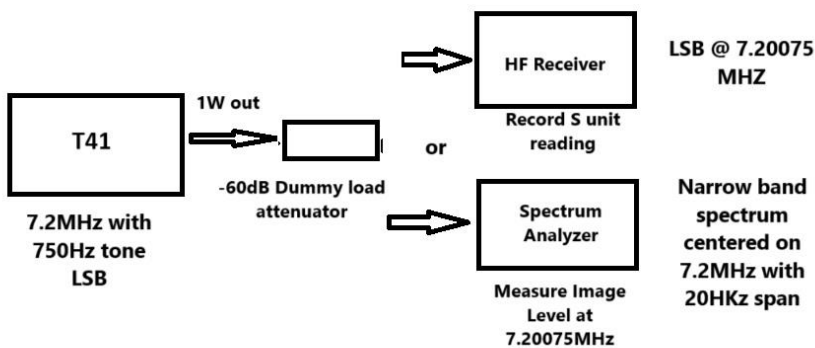 T41
7.2MHz with
750Hz tone
LSB
1W out
-60dB Dummy load
attenuator
or
HF Receiver
Record S unit
reading
LSB @ 7.20075
MHZ
Spectrum
Analyzer
Measure Image
Level at
7.20075MHz
Narrow band
spectrum
centered on
7.2MHz with
20HKz span